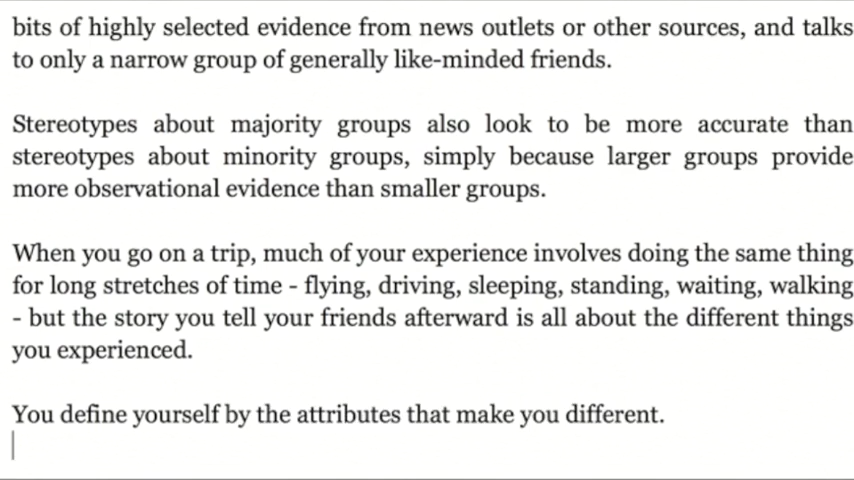 bits of highly selected evidence from news outlets or other sources, and talks
to only a narrow group of generally like-minded friends.
Stereotypes about majority groups also look to be more accurate than
stereotypes about minority groups, simply because larger groups provide
more observational evidence than smaller groups.
When you go on a trip, much of your experience involves doing the same thing
for long stretches of time - flying, driving, sleeping, standing, waiting, walking
- but the story you tell your friends afterward is all about the different things
you experienced.
You define yourself by the attributes that make you different.